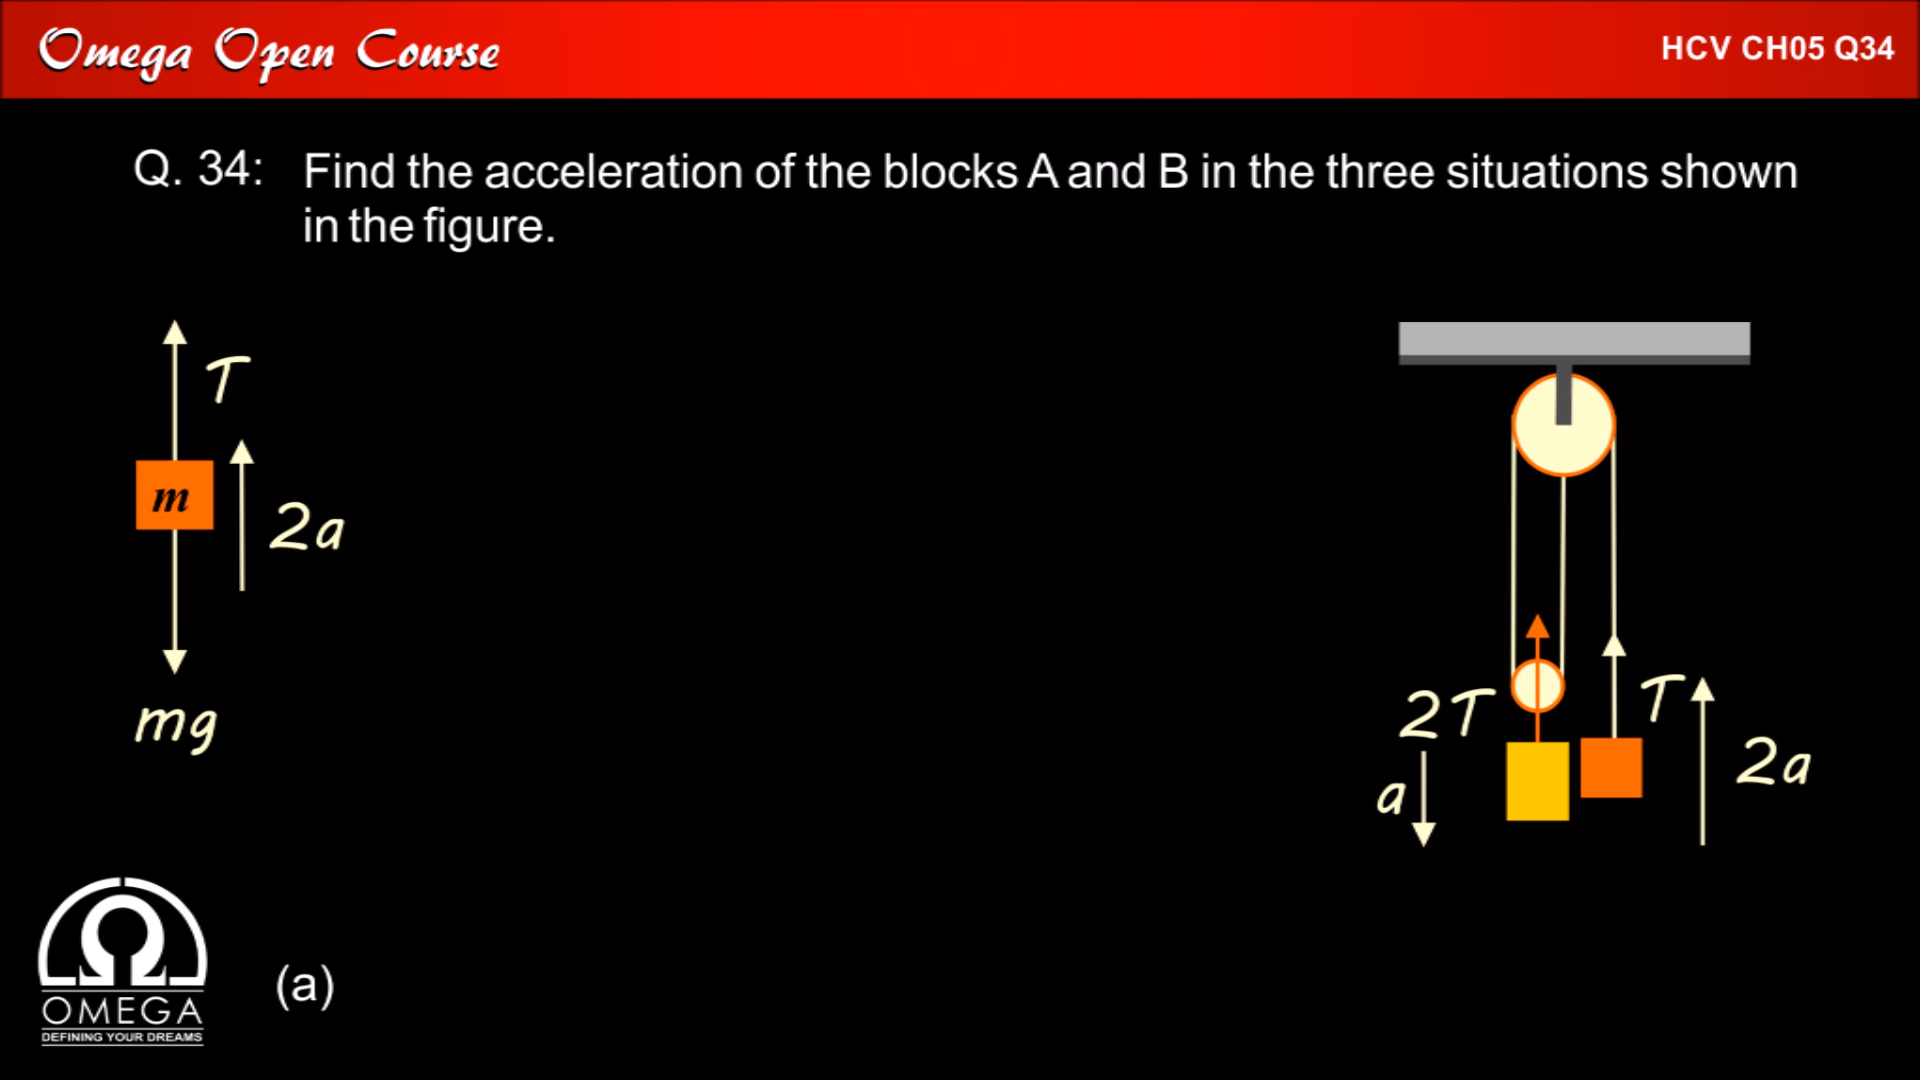 Omega Open Course
HCV CH05 Q34
Q. 34: Find the acceleration of the blocks A and B in the three situations shown
in the figure.
T
m
2a
mg
2T
T
a
2a
OMEGA
DEFINING YOUR DREAMS
(a)